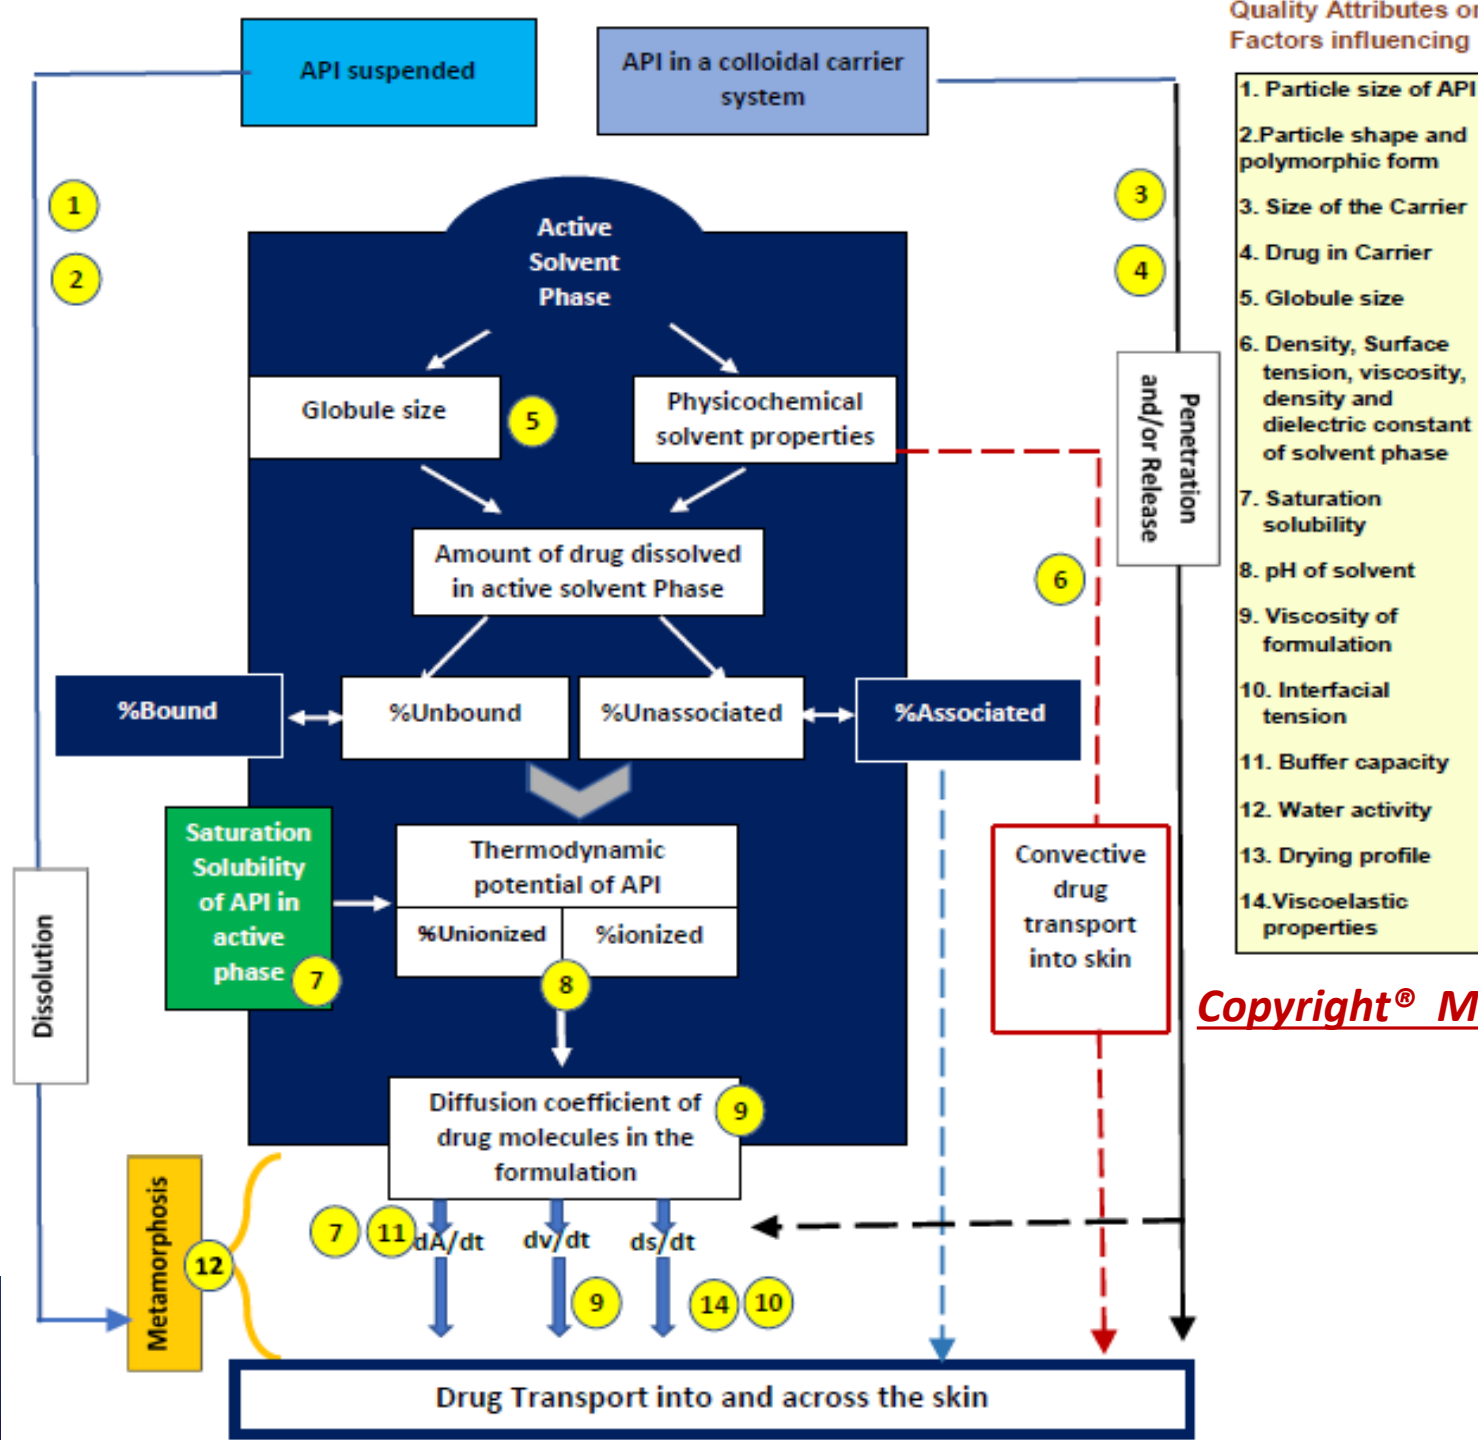 Quality Attributes or
Factors influencing
API suspended
API in a colloidal carrier
system
1. Particle size of API
2.Particle shape and
polymorphic form
3. Size of the Carrier
4. Drug in Carrier
5. Globule size
6. Density, Surface
tension, viscosity,
density and
dielectric constant
of solvent phase
7. Saturation
solubility
8. pH of solvent
9. Viscosity of
formulation
10. Interfacial
tension
11. Buffer capacity
12. Water activity
13. Drying profile
14.Viscoelastic
properties
1
2
3
4
Active
Solvent
Phase
Globule size
5
Physicochemical
solvent properties
Penetration
and/or Release
Amount of drug dissolved
in active solvent Phase
6
%Bound
%Unbound
%Unassociated
%Associated
Saturation
Solubility
of API in
active
phase
7
Thermodynamic
potential of API
%Unionized
%ionized
8
Convective
drug
transport
into skin
Dissolution
Copyright® M
Diffusion coefficient of
drug molecules in the
formulation
9
Metamorphosis
12
7
11
dA/dt
dv/dt
ds/dt
9
14
10
Drug Transport into and across the skin